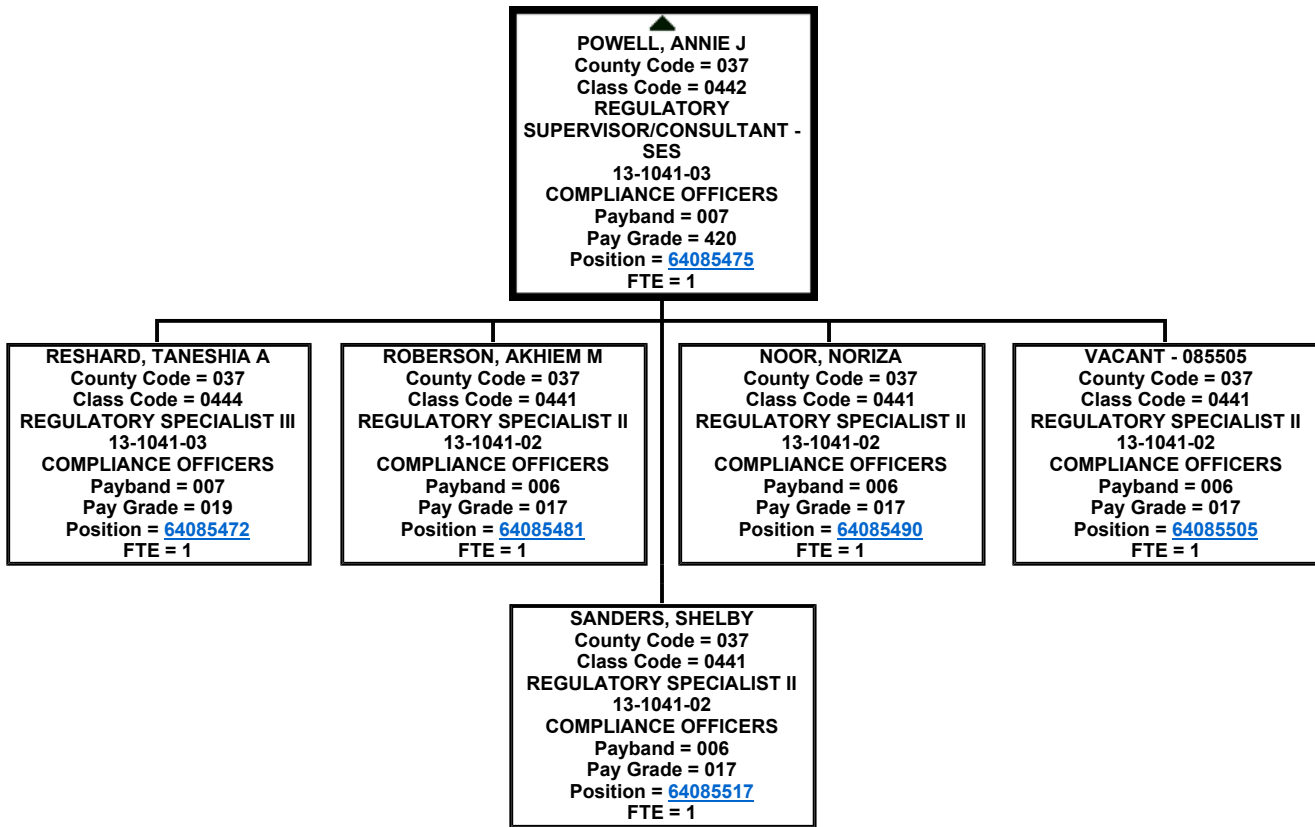 POWELL, ANNIE J
County Code = 037
Class Code = 0442
REGULATORY
SUPERVISOR/CONSULTANT -
SES
13-1041-03
COMPLIANCE OFFICERS
Payband = 007
Pay Grade = 420
Position = 64085475
FTE = 1
RESHARD, TANESHIA A
County Code = 037
Class Code = 0444
REGULATORY SPECIALIST III
13-1041-03
COMPLIANCE OFFICERS
Payband = 007
Pay Grade = 019
Position = 64085472
FTE = 1
ROBERSON, AKHIEM M
County Code = 037
Class Code = 0441
REGULATORY SPECIALIST II
13-1041-02
COMPLIANCE OFFICERS
Payband = 006
Pay Grade = 017
Position = 64085481
FTE = 1
NOOR, NORIZA
County Code = 037
Class Code = 0441
REGULATORY SPECIALIST II
13-1041-02
COMPLIANCE OFFICERS
Payband = 006
Pay Grade = 017
Position = 64085490
FTE = 1
VACANT - 085505
County Code = 037
Class Code = 0441
REGULATORY SPECIALIST II
13-1041-02
COMPLIANCE OFFICERS
Payband = 006
Pay Grade = 017
Position = 64085505
FTE = 1
SANDERS, SHELBY
County Code = 037
Class Code = 0441
REGULATORY SPECIALIST II
13-1041-02
COMPLIANCE OFFICERS
Payband = 006
Pay Grade = 017
Position = 64085517
FTE = 1